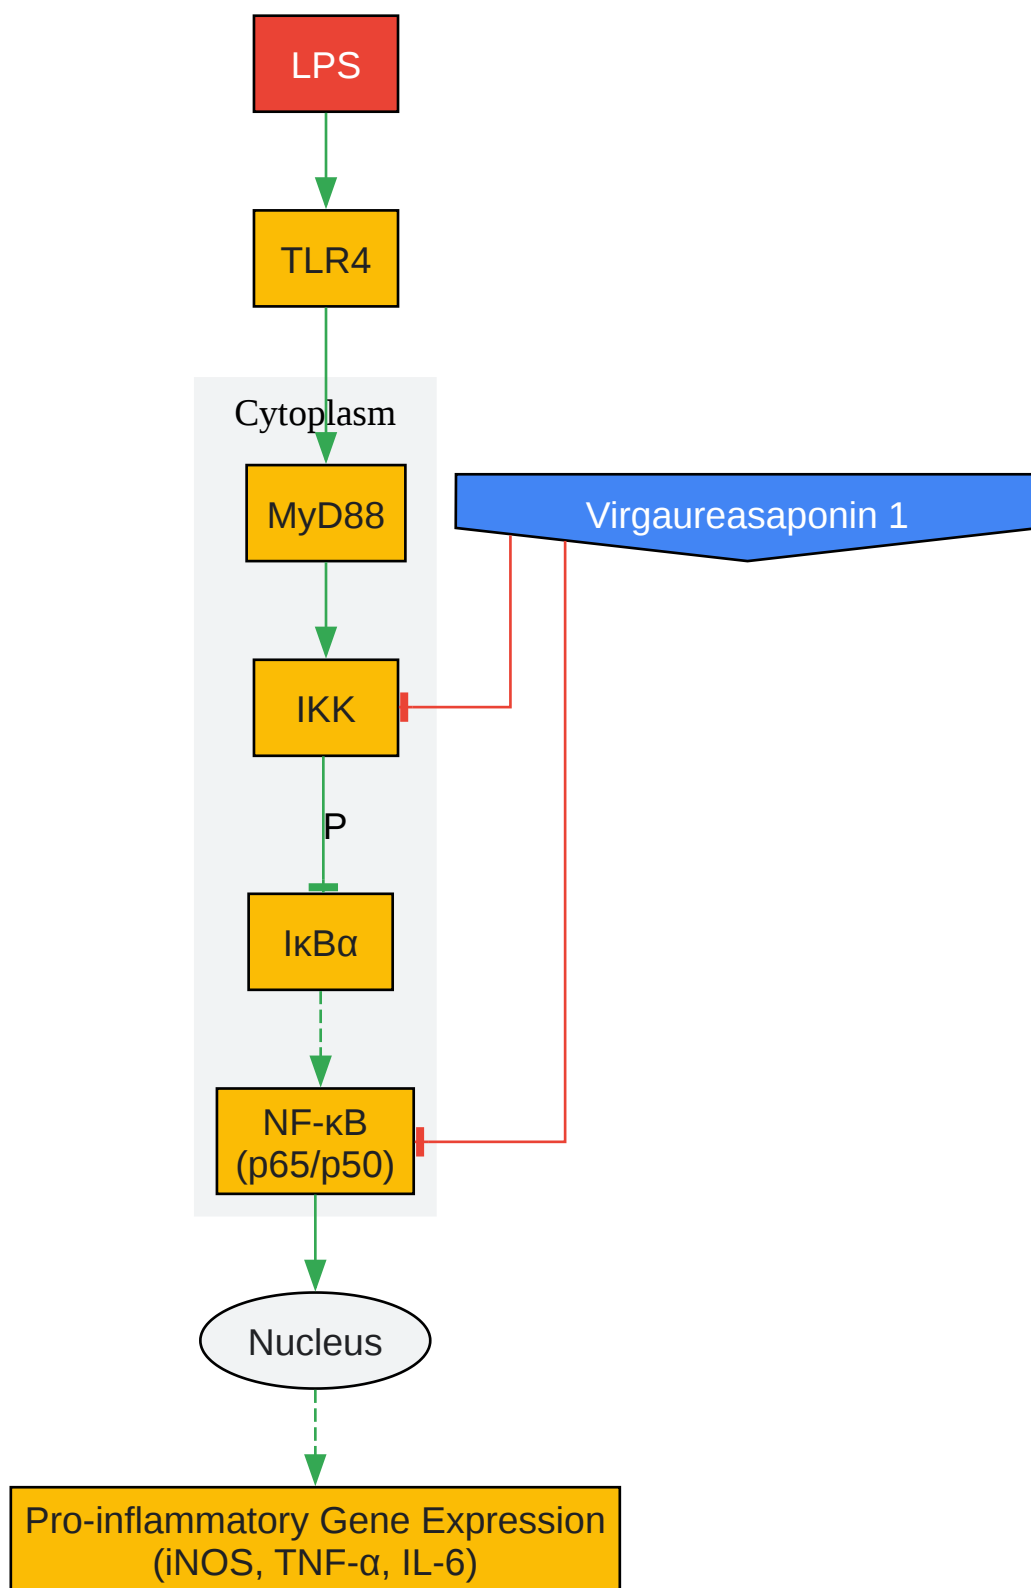 LPS
TLR4
Cytoplasm
MyD88
Virgaureasaponin 1
IKK
P
IκBα
NF-κB
(p65/p50)
Nucleus
Pro-inflammatory Gene Expression
(iNOS, TNF-α, IL-6)